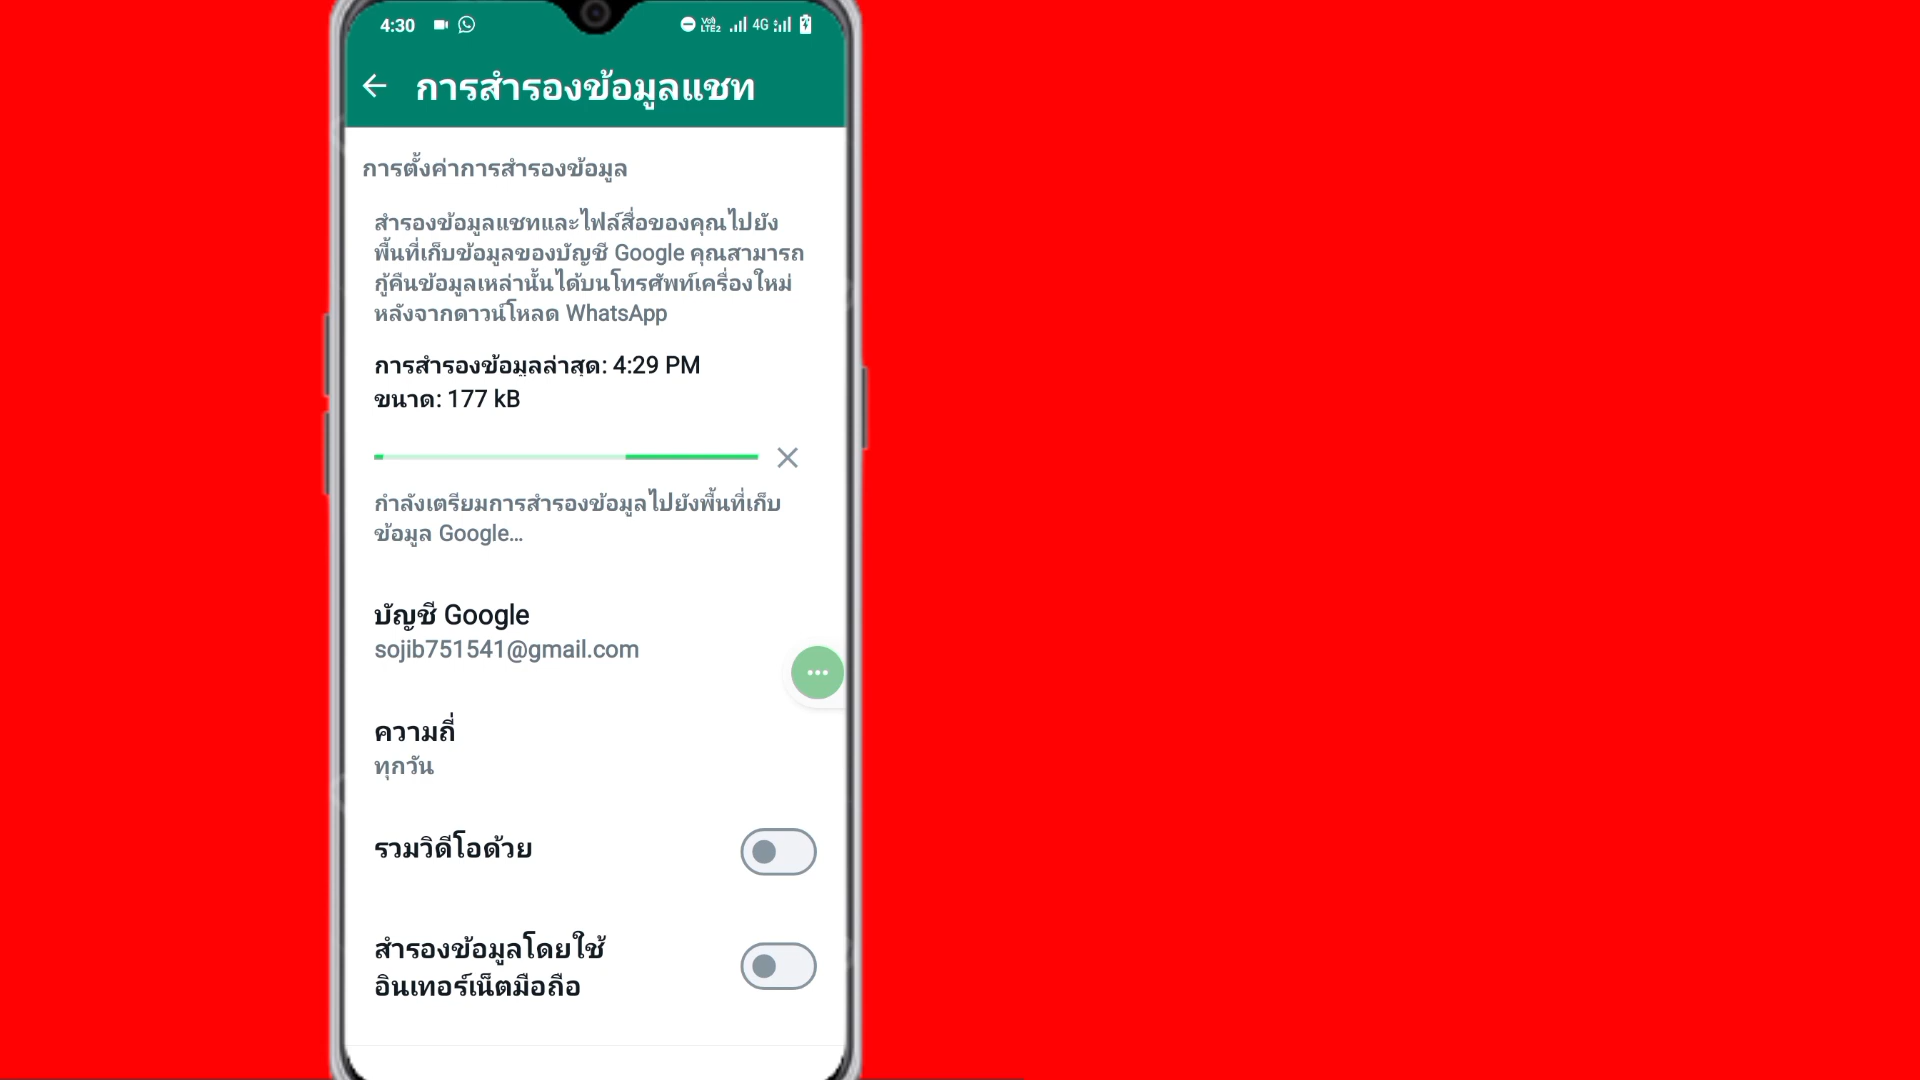 4:30 Vo) LTE2 4G
การสำรองข้อมูลแชท
การตั้งค่าการสำรองข้อมูล
สำรองข้อมูลแชทและไฟล์สื่อของคุณไปยัง
พื้นที่เก็บข้อมูลของบัญชี Google คุณสามารถ
กู้คืนข้อมูลเหล่านั้นได้บนโทรศัพท์เครื่องใหม่
หลังจากดาวน์โหลด WhatsApp
การสำรองข้อมูลล่าสุด: 4:29 PM
ขนาด: 177 kB
กำลังเตรียมการสำรองข้อมูลไปยังพื้นที่เก็บ
ข้อมูล Google...
บัญชี Google
sojib751541@gmail.com
ความถี่
ทุกวัน
รวมวิดีโอด้วย
สำรองข้อมูลโดยใช้
อินเทอร์เน็ตมือถือ